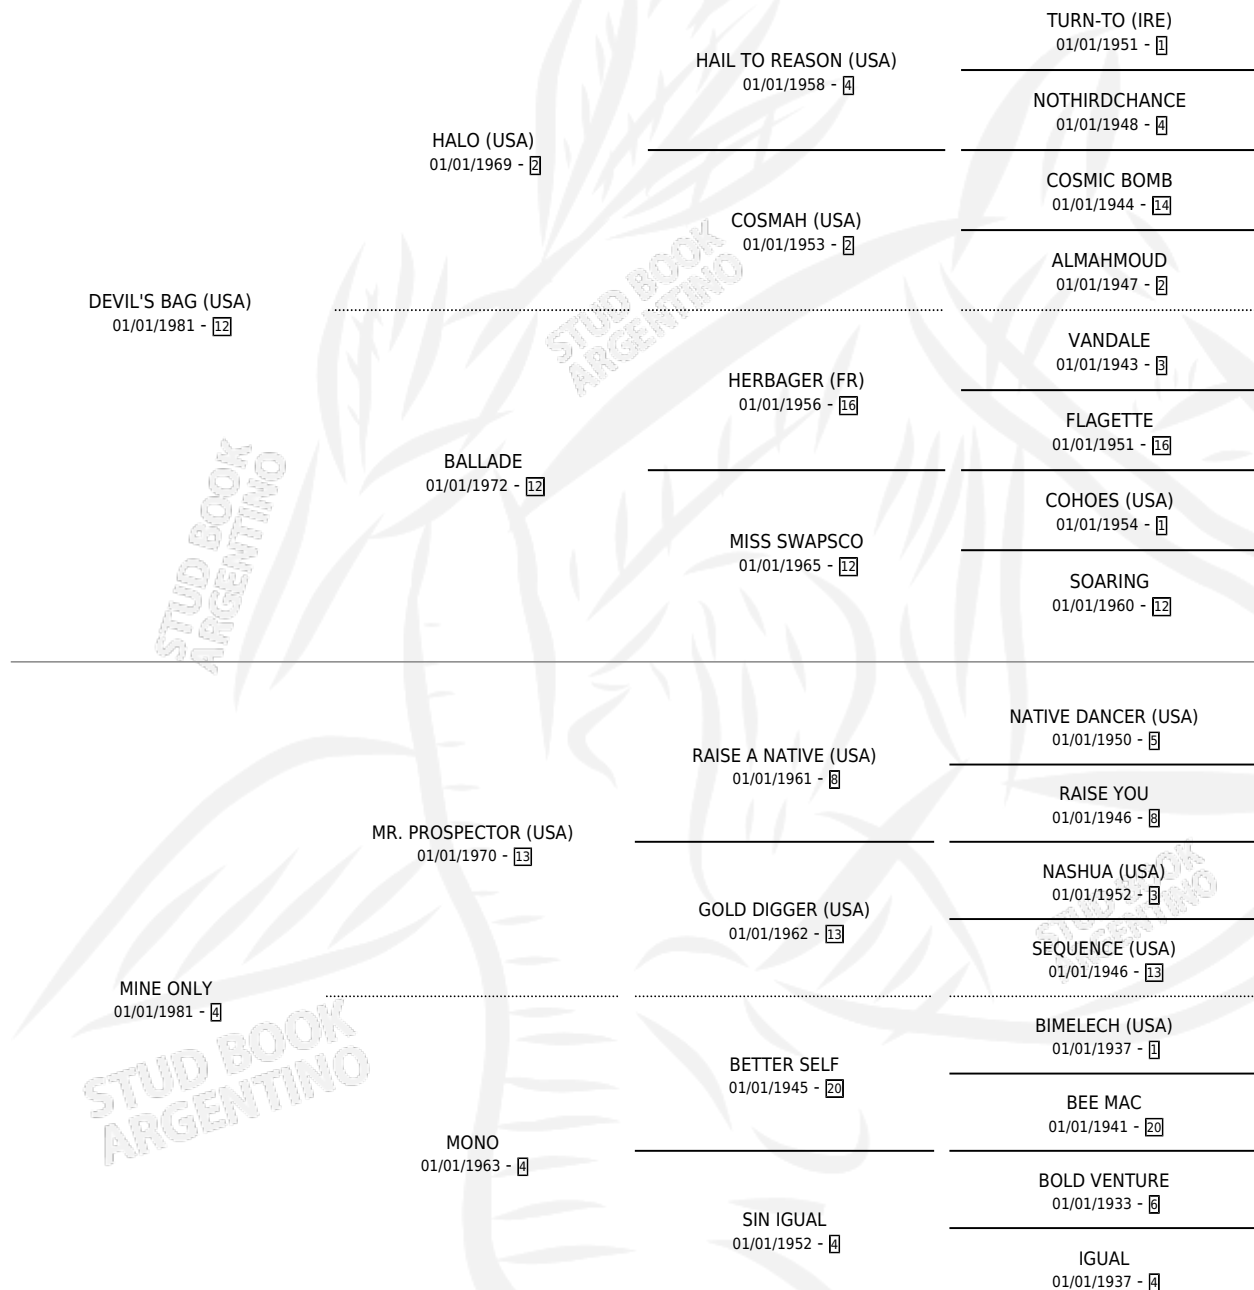 TURN-TO (IRE)
01/01/1951 - 1
HAIL TO REASON (USA)
01/01/1958 - 4
NOTHIRDCHANCE
01/01/1948 - 4
HALO (USA)
01/01/1969 - 2
COSMIC BOMB
01/01/1944 - 14
COSMAH (USA)
01/01/1953 - 2
ALMAHMOUD
01/01/1947 - 2
DEVIL'S BAG (USA)
01/01/1981 - 12
STUD BOOK
ARGENTINO
VANDALE
01/01/1943 - 3
HERBAGER (FR)
01/01/1956 - 16
FLAGETTE
01/01/1951 - 16
BALLADE
01/01/1972 - 12
COHOES (USA)
01/01/1954 - 1
MISS SWAPSCO
01/01/1965 - 12
SOARING
01/01/1960 - 12
STUD BOOK
ARGENTINO
NATIVE DANCER (USA)
01/01/1950 - 5
RAISE A NATIVE (USA)
01/01/1961 - 8
RAISE YOU
01/01/1946 - 8
MR. PROSPECTOR (USA)
01/01/1970 - 13
NASHUA (USA)
01/01/1952 - 3
GOLD DIGGER (USA)
01/01/1962 - 13
SEQUENCE (USA)
01/01/1946 - 13
STUD BOOK
ARGENTINO
MINE ONLY
01/01/1981 - 4
BIMELECH (USA)
01/01/1937 - 1
BETTER SELF
01/01/1945 - 20
BEE MAC
01/01/1941 - 20
STUD BOOK
ARGENTINO
MONO
01/01/1963 - 4
BOLD VENTURE
01/01/1933 - 6
SIN IGUAL
01/01/1952 - 4
IGUAL
01/01/1937 - 4